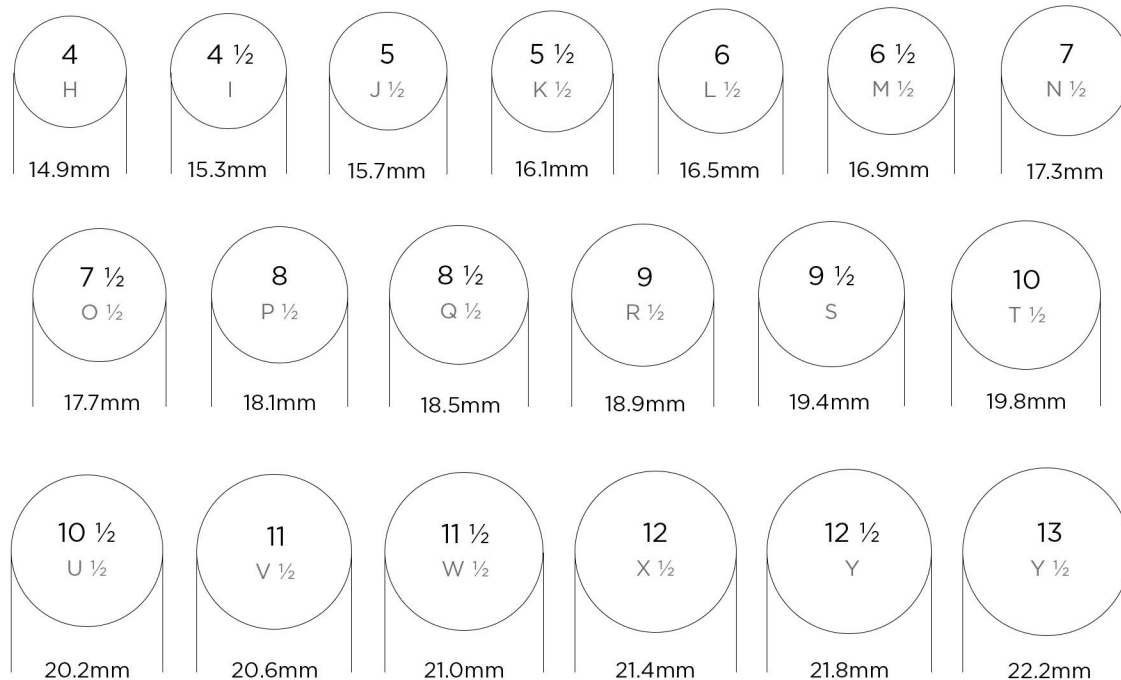 4 4 ½ 5 5 ½ 6 6 ½ 7
H I J ½ K ½ L ½ M ½ N ½
14.9mm 15.3mm 15.7mm 16.1mm 16.5mm 16.9mm 17.3mm
7 ½ 8 8 ½ 9 9 ½ 10
O ½ P ½ Q ½ R ½ S T ½
17.7mm 18.1mm 18.5mm 18.9mm 19.4mm 19.8mm
10 ½ 11 11 ½ 12 12 ½ 13
U ½ V ½ W ½ X ½ Y Y ½
20.2mm 20.6mm 21.0mm 21.4mm 21.8mm 22.2mm